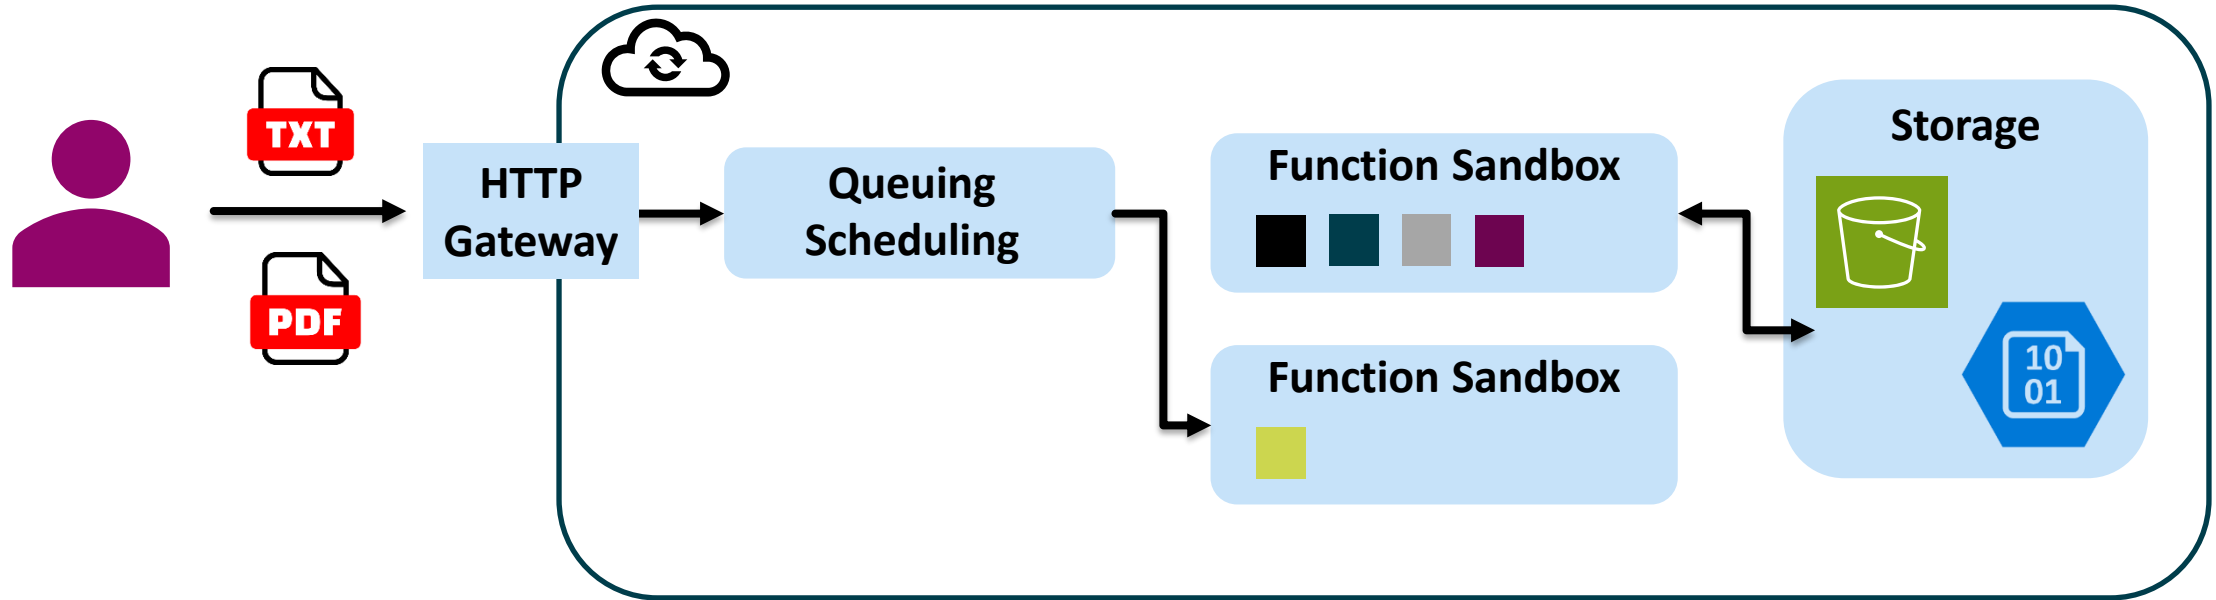 TXT
PDF
HTTP
Gateway
Queuing
Scheduling
Function Sandbox
Function Sandbox
Storage
10
01